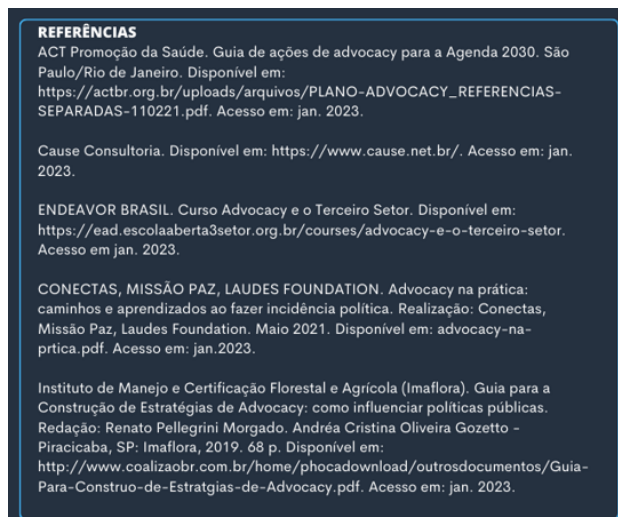 REFERÊNCIAS
ACT Promoção da Saúde. Guia de ações de advocacy para a Agenda 2030. São
Paulo/Rio de Janeiro. Disponível em:
https://actbr.org.br/uploads/arquivos/PLANO-ADVOCACY_REFERENCIAS-
SEPARADAS-110221.pdf. Acesso em: jan. 2023.
Cause Consultoria. Disponível em: https://www.cause.net.br/. Acesso em: jan.
2023.
ENDEAVOR BRASIL. Curso Advocacy e o Terceiro Setor. Disponível em:
https://ead.escolaaberta3setor.org.br/courses/advocacy-e-o-terceiro-setor.
Acesso em jan. 2023.
CONECTAS, MISSÃO PAZ, LAUDES FOUNDATION. Advocacy na prática:
caminhos e aprendizados ao fazer incidência política. Realização: Conectas,
Missão Paz, Laudes Foundation. Maio 2021. Disponível em: advocacy-na-
prtica.pdf. Acesso em: jan.2023.
Instituto de Manejo e Certificação Florestal e Agrícola (Imaflora). Guia para a
Construção de Estratégias de Advocacy: como influenciar políticas públicas.
Redação: Renato Pellegrini Morgado. Andréa Cristina Oliveira Gozetto -
Piracicaba, SP: Imaflora, 2019. 68 p. Disponível em:
http://www.coalizaobr.com.br/home/phocadownload/outrosdocumentos/Guia-
Para-Construo-de-Estratgias-de-Advocacy.pdf. Acesso em: jan. 2023.